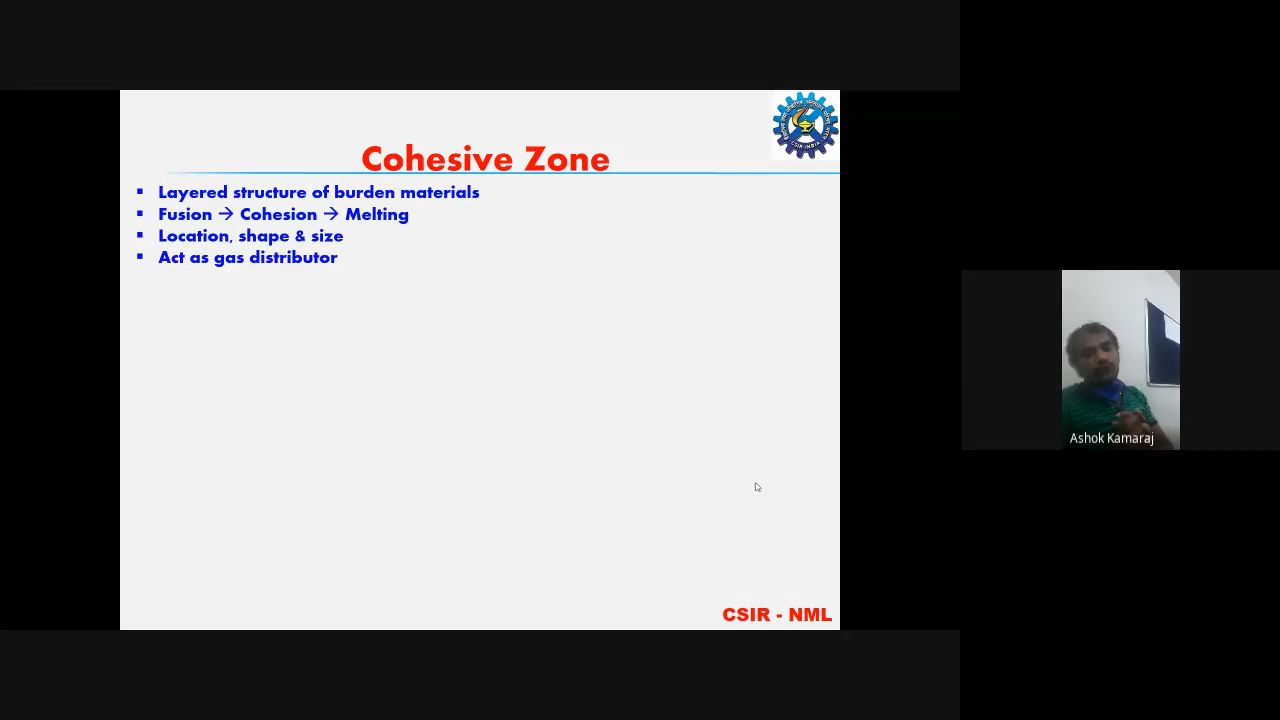 Cohesive Zone
▪ Layered structure of burden materials
▪ Fusion → Cohesion → Melting
▪ Location, shape & size
▪ Act as gas distributor
Ashok Kamaraj
CSIR - NML